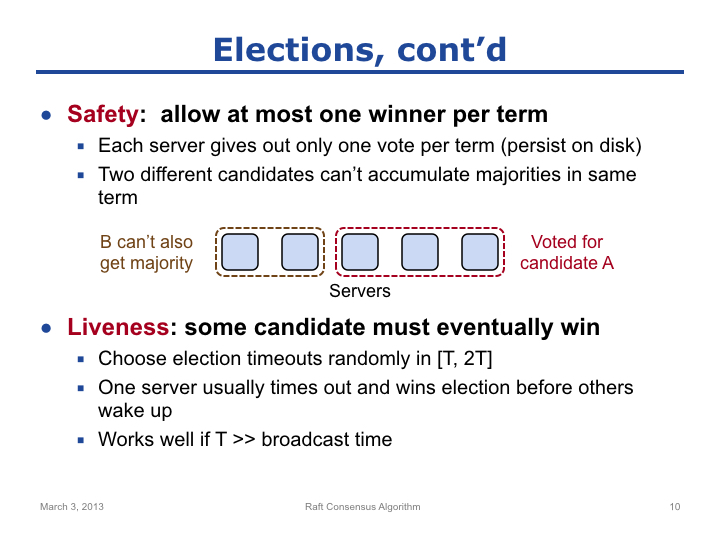 Elections, cont’d
• Safety:  allow at most one winner per term
▪ Each server gives out only one vote per term (persist on disk)
▪ Two different candidates can’t accumulate majorities in same
term
B can’t also
get majority
Voted for
candidate A
Servers
• Liveness: some candidate must eventually win
▪ Choose election timeouts randomly in [T, 2T]
▪ One server usually times out and wins election before others
wake up
▪ Works well if T >> broadcast time
March 3, 2013
Raft Consensus Algorithm
10